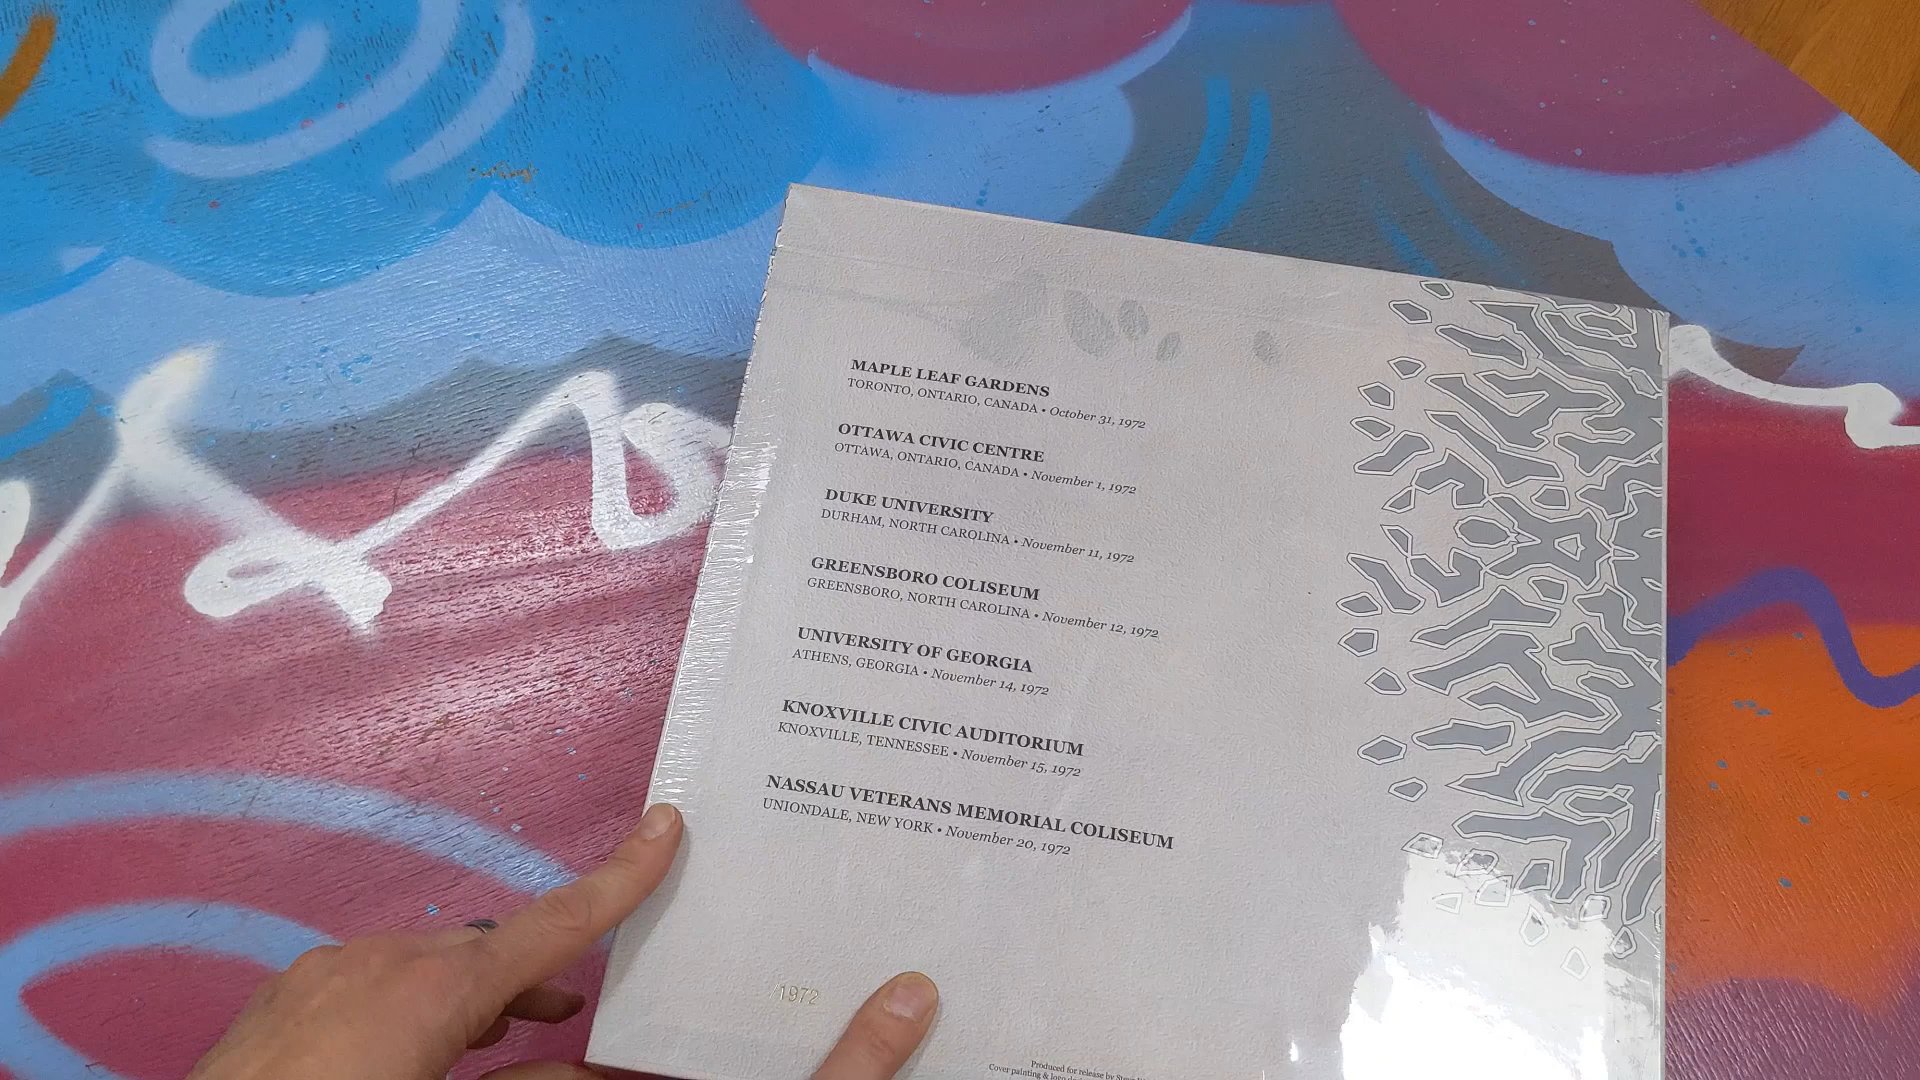 MAPLE LEAF GARDENS
TORONTO, ONTARIO, CANADA • October 31, 1972
OTTAWA CIVIC CENTRE
OTTAWA, ONTARIO, CANADA • November 1, 1972
DUKE UNIVERSITY
DURHAM, NORTH CAROLINA • November 11, 1972
GREENSBORO COLISEUM
GREENSBORO, NORTH CAROLINA • November 12, 1972
UNIVERSITY OF GEORGIA
ATHENS, GEORGIA • November 14, 1972
KNOXVILLE CIVIC AUDITORIUM
KNOXVILLE, TENNESSEE • November 15, 1972
NASSAU VETERANS MEMORIAL COLISEUM
UNIONDALE, NEW YORK • November 20, 1972
/1972
Produced for release by
Cover painting & logo